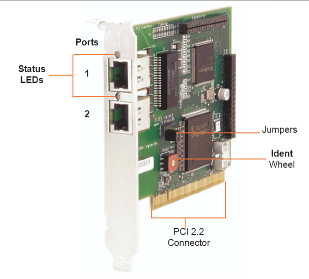 Ports
Status
LEDs
1
2
Jumpers
Ident
Wheel
PCI 2.2
Connector